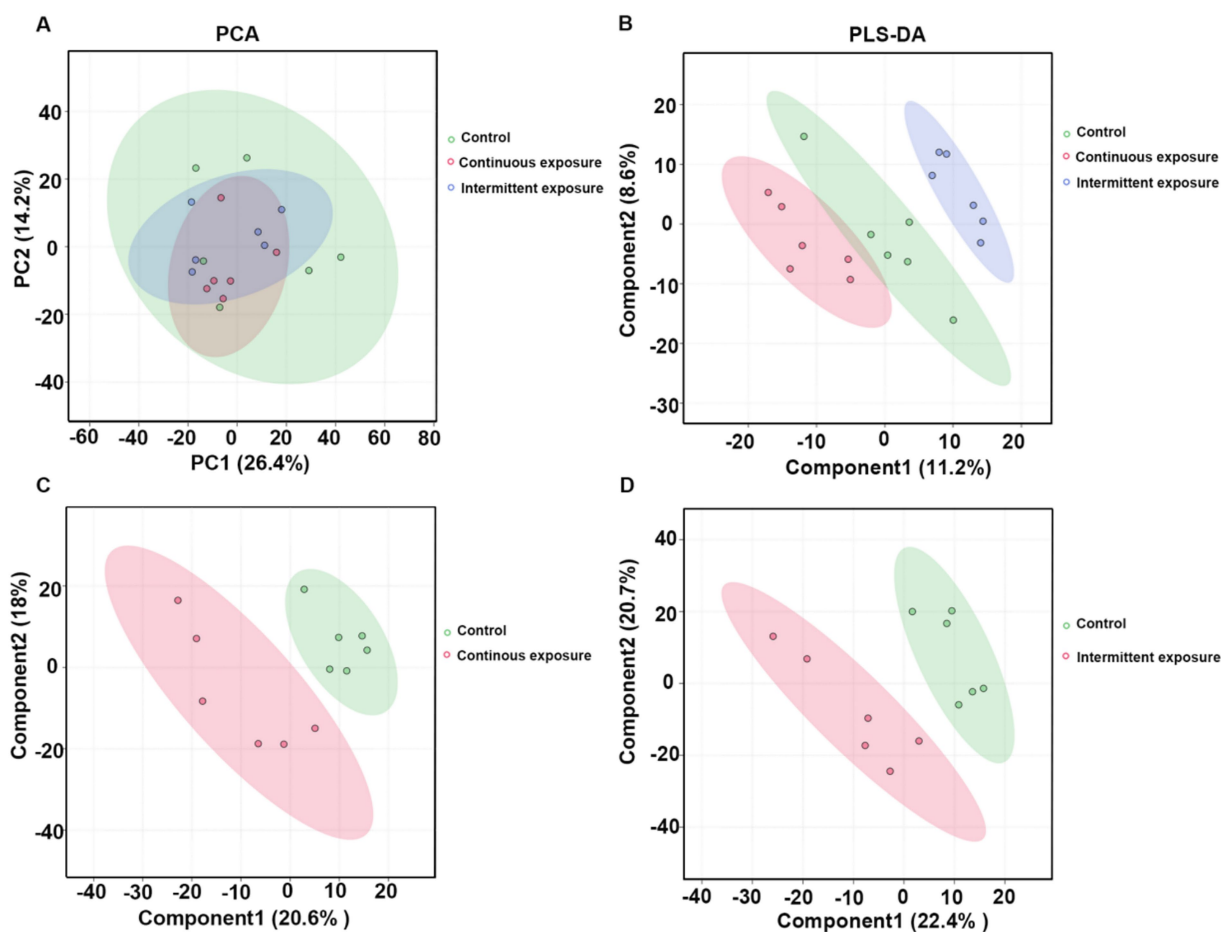 A
PCA
PC2 (14.2%)
40
20
0
-20
-40
-60
-40
-20
0
20
40
60
80
PC1 (26.4%)
Control
Continuous exposure
Intermittent exposure
B
PLS-DA
Component2 (8.6%)
20
10
0
-10
-20
-30
-20
-10
0
10
20
Component1 (11.2%)
Control
Continuous exposure
Intermittent exposure
C
Component2 (18%)
20
0
-20
-40
-40
-30
-20
-10
0
10
20
Component1 (20.6% )
Control
Continous exposure
D
Component2 (20.7%)
40
20
0
-20
-40
-40
-30
-20
-10
0
10
20
Component1 (22.4% )
Control
Intermittent exposure